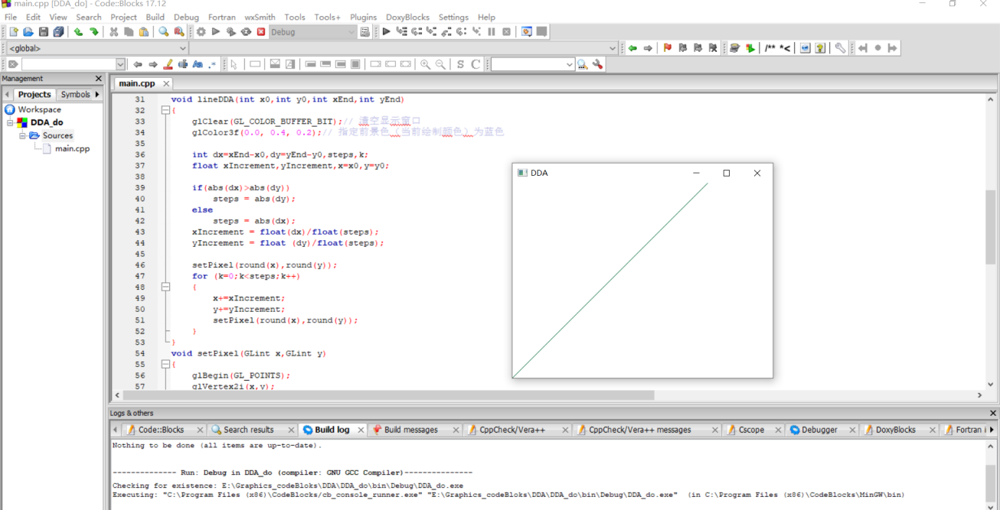 main.cpp [DDA_do] - Code::Blocks 17.12
File Edit View Search Project Build Debug Fortran wxSmith Tools Tools+ Plugins DoxyBlocks Settings Help
Debug
<global>
/** *<
S C
Management
Projects Symbols
Workspace
DDA_do
Sources
main.cpp
main.cpp
31 void lineDDA(int x0,int y0,int xEnd,int yEnd)
32 {
33 glClear(GL_COLOR_BUFFER_BIT);// 清空显示窗口
34 glColor3f(0.0, 0.4, 0.2);// 指定前景色（当前绘制颜色）为蓝色
35
36 int dx=xEnd-x0,dy=yEnd-y0,steps,k;
37 float xIncrement,yIncrement,x=x0,y=y0;
38
39 if(abs(dx)>abs(dy))
40 steps = abs(dy);
41 else
42 steps = abs(dx);
43 xIncrement = float(dx)/float(steps);
44 yIncrement = float (dy)/float(steps);
45
46 setPixel(round(x),round(y));
47 for (k=0;k<steps;k++)
48 {
49 x+=xIncrement;
50 y+=yIncrement;
51 setPixel(round(x),round(y));
52 }
53 }
54 void setPixel(GLint x,GLint y)
55 {
56 glBegin(GL_POINTS);
57 glVertex2i(x,y);
DDA
Logs & others
Code::Blocks Search results Build log Build messages CppCheck/Vera++ CppCheck/Vera++ messages Cscope Debugger DoxyBlocks Fortran i
Nothing to be done (all items are up-to-date).
-------------- Run: Debug in DDA_do (compiler: GNU GCC Compiler)---------------
Checking for existence: E:\Graphics_codeBloks\DDA\DDA_do\bin\Debug\DDA_do.exe
Executing: "C:\Program Files (x86)\CodeBlocks/cb_console_runner.exe" "E:\Graphics_codeBloks\DDA\DDA_do\bin\Debug\DDA_do.exe" (in C:\Program Files (x86)\CodeBlocks\MinGW\bin)